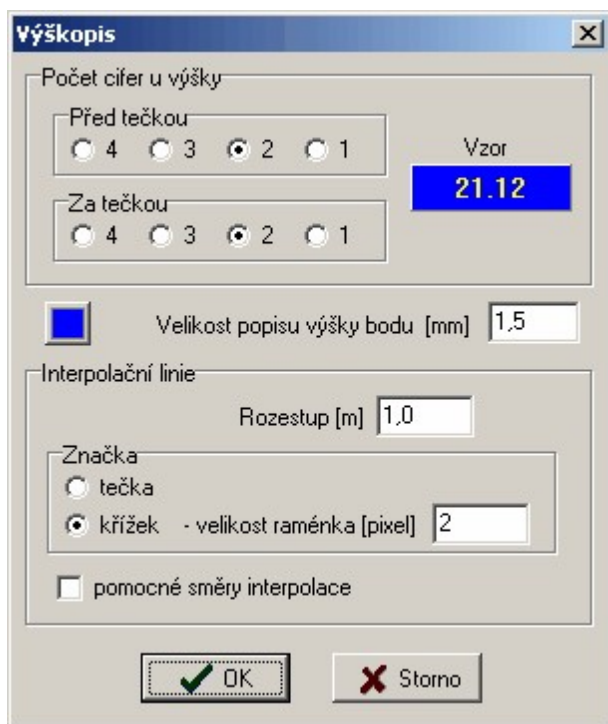 Výškopis
Počet cifer u výšky
Před tečkou
4 3 2 1
Vzor
21.12
Za tečkou
4 3 2 1
Velikost popisu výšky bodu [mm] 1,5
Interpolační linie
Rozestup [m] 1,0
Značka
tečka
křížek - velikost raménka [pixel] 2
pomocné směry interpolace
OK Storno